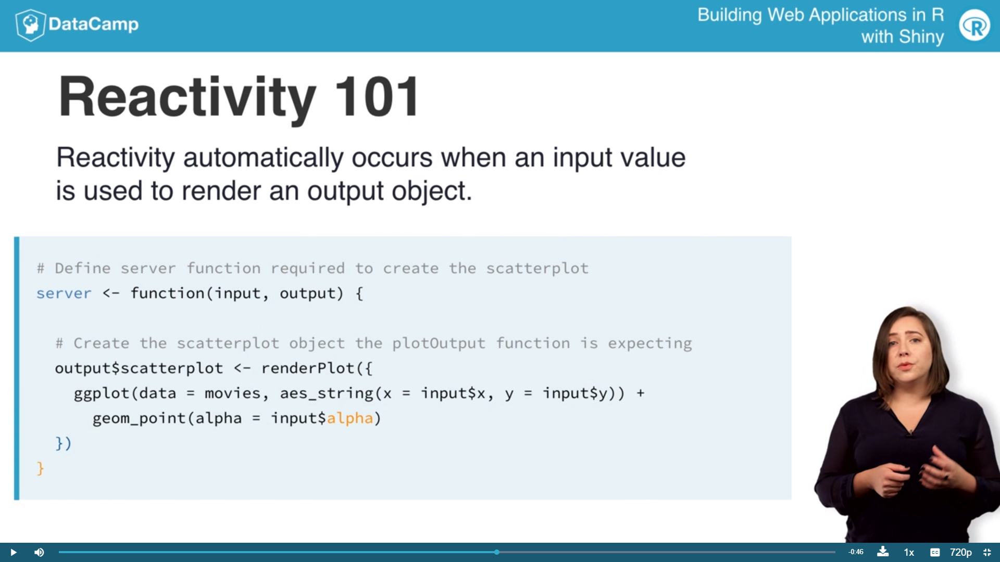 DataCamp
Building Web Applications in R
with Shiny
R
Reactivity 101
Reactivity automatically occurs when an input value
is used to render an output object.
# Define server function required to create the scatterplot
server <- function(input, output) {
  # Create the scatterplot object the plotOutput function is expecting
  output$scatterplot <- renderPlot({
    ggplot(data = movies, aes_string(x = input$x, y = input$y)) +
      geom_point(alpha = input$alpha)
  })
}
-0:46
1x
CC
720p